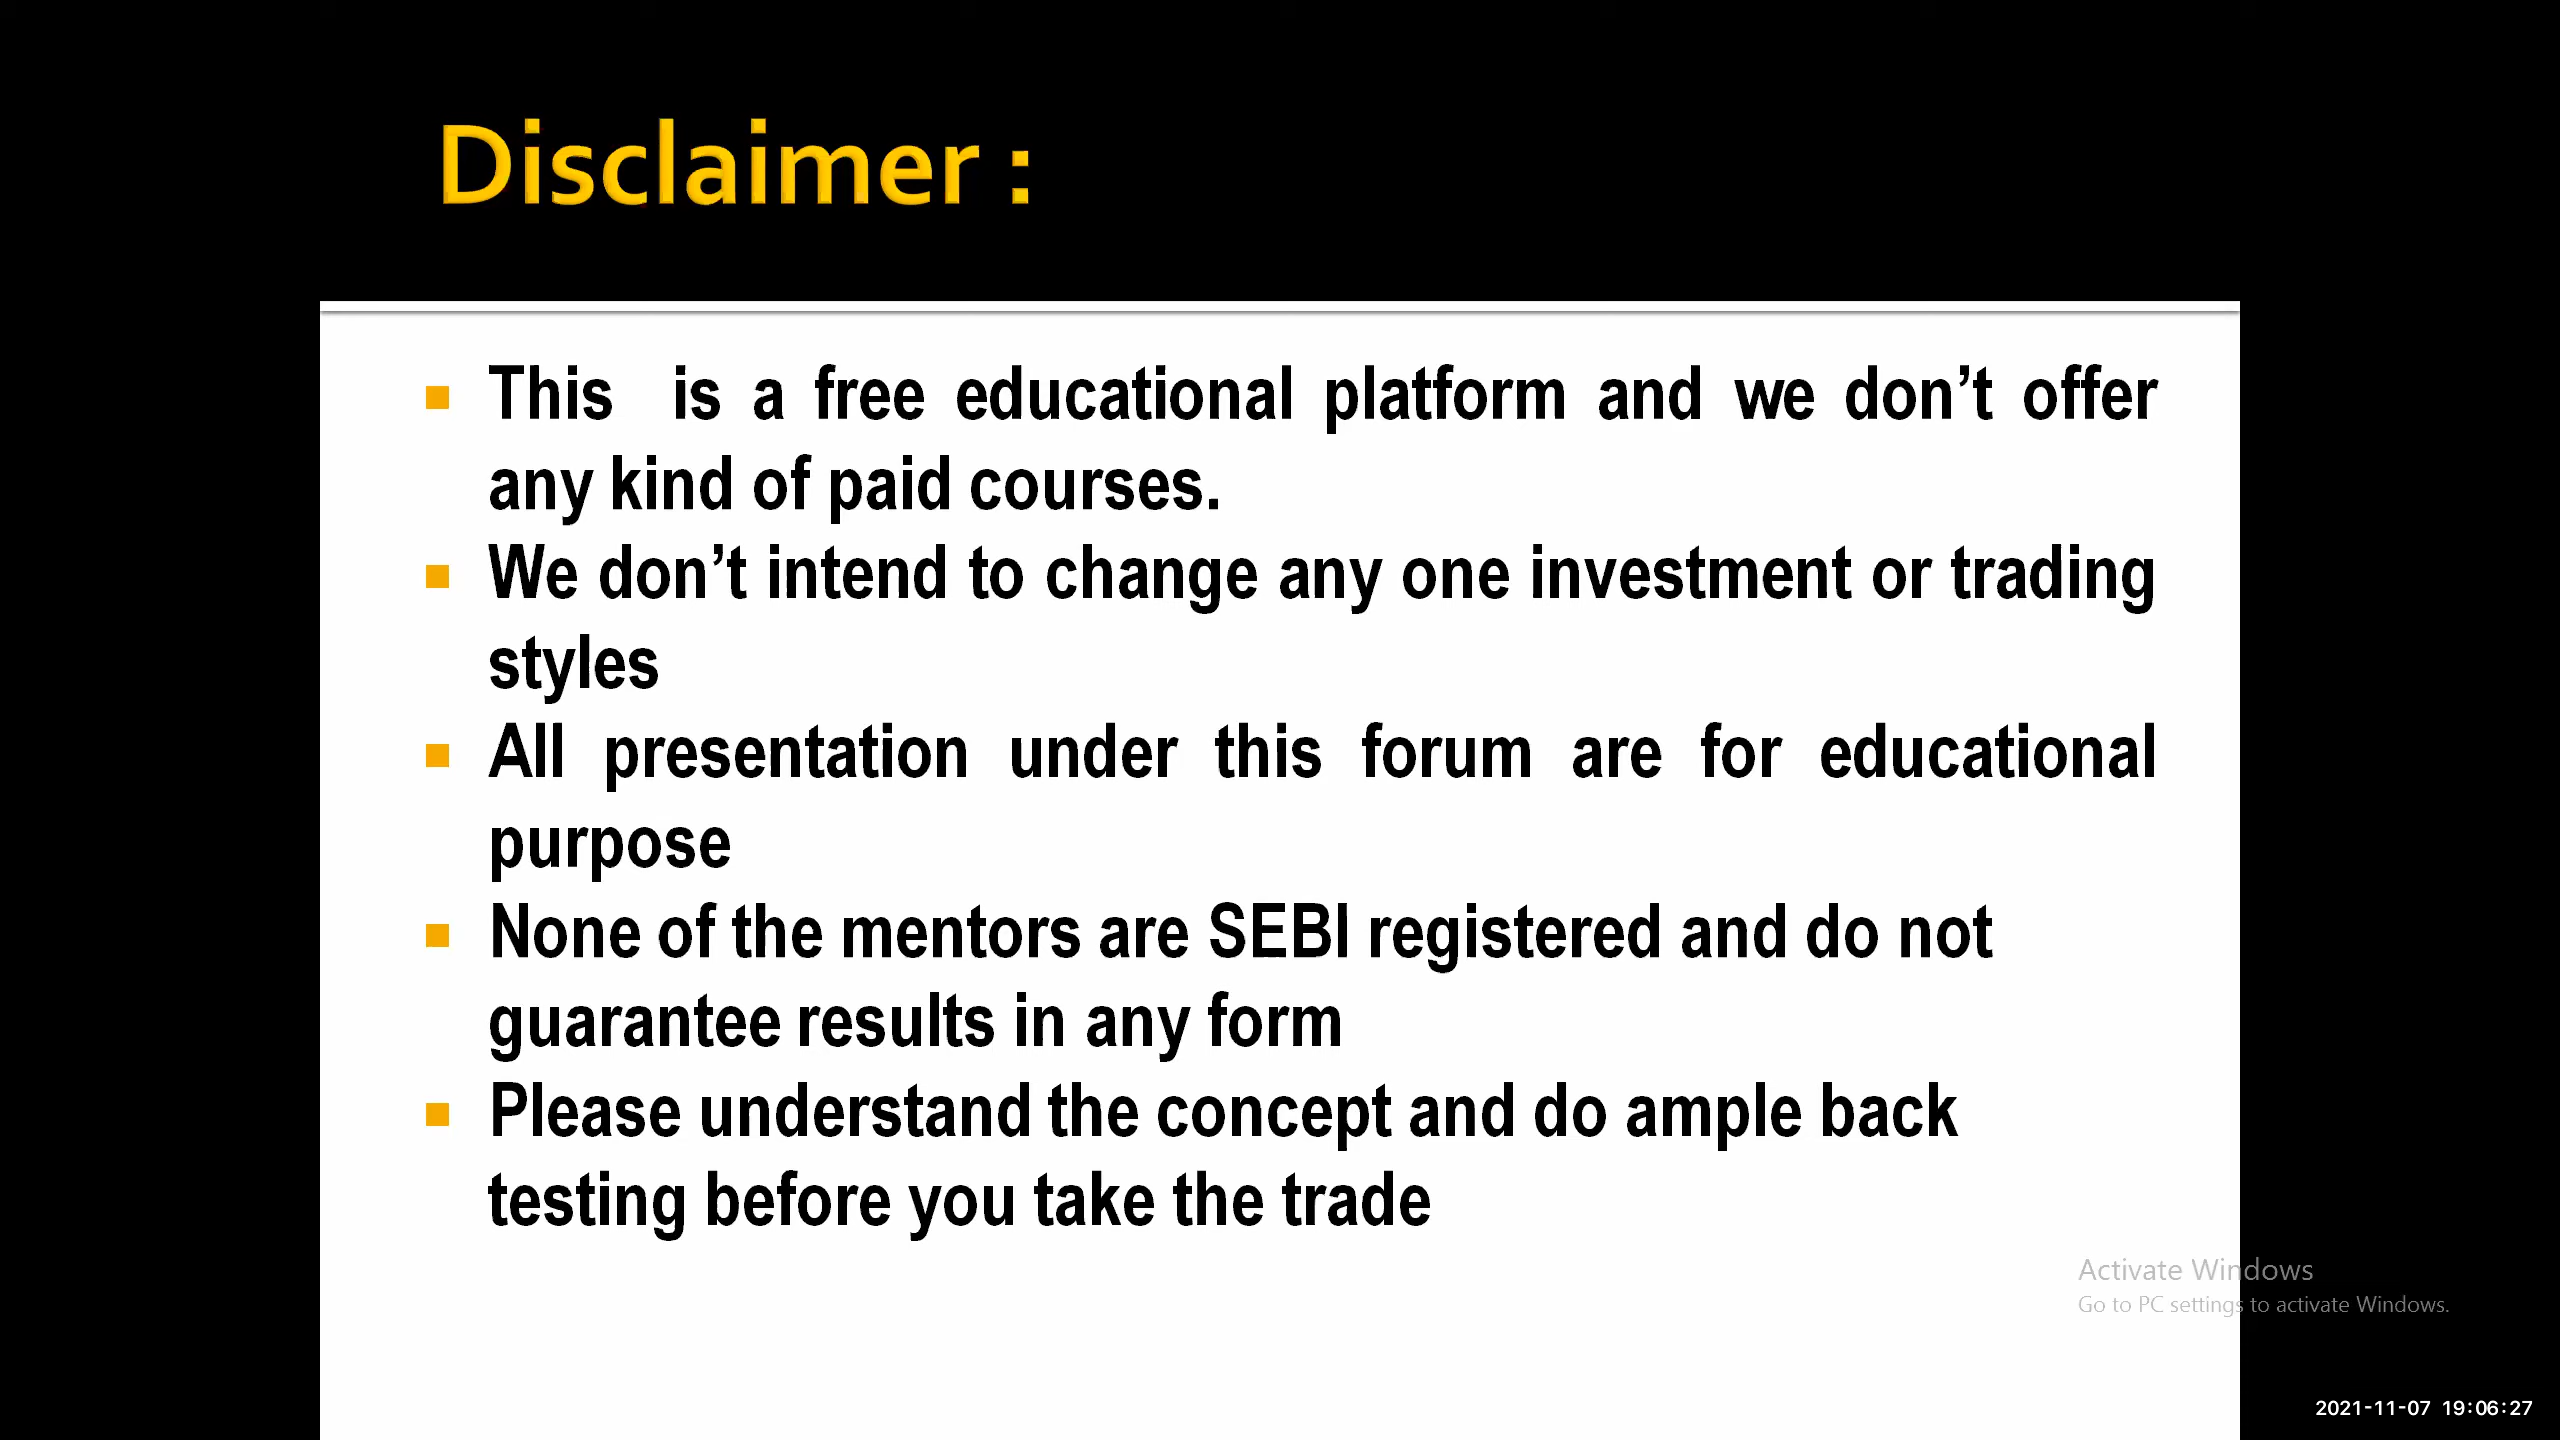 Disclaimer :
This is a free educational platform and we don’t offer
any kind of paid courses.
We don’t intend to change any one investment or trading
styles
All presentation under this forum are for educational
purpose
None of the mentors are SEBI registered and do not
guarantee results in any form
Please understand the concept and do ample back
testing before you take the trade
Activate Windows
Go to PC settings to activate Windows.
2021-11-07 19:06:27